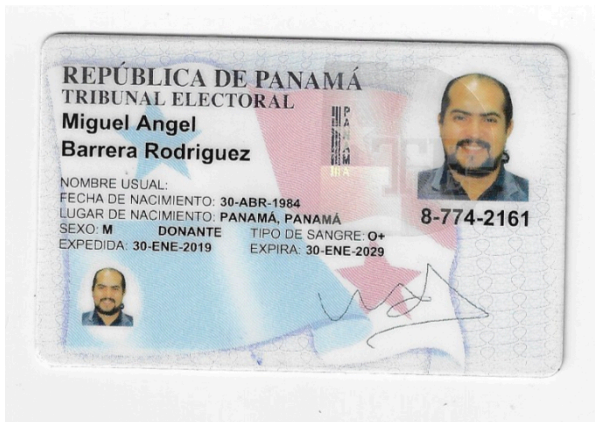 REPÚBLICA DE PANAMÁ
TRIBUNAL ELECTORAL
Miguel Angel
Barrera Rodriguez
PANAMA
NOMBRE USUAL:
FECHA DE NACIMIENTO: 30-ABR-1984
LUGAR DE NACIMIENTO: PANAMÁ, PANAMÁ
SEXO: M DONANTE TIPO DE SANGRE: O+
EXPEDIDA: 30-ENE-2019 EXPIRA: 30-ENE-2029
8-774-2161